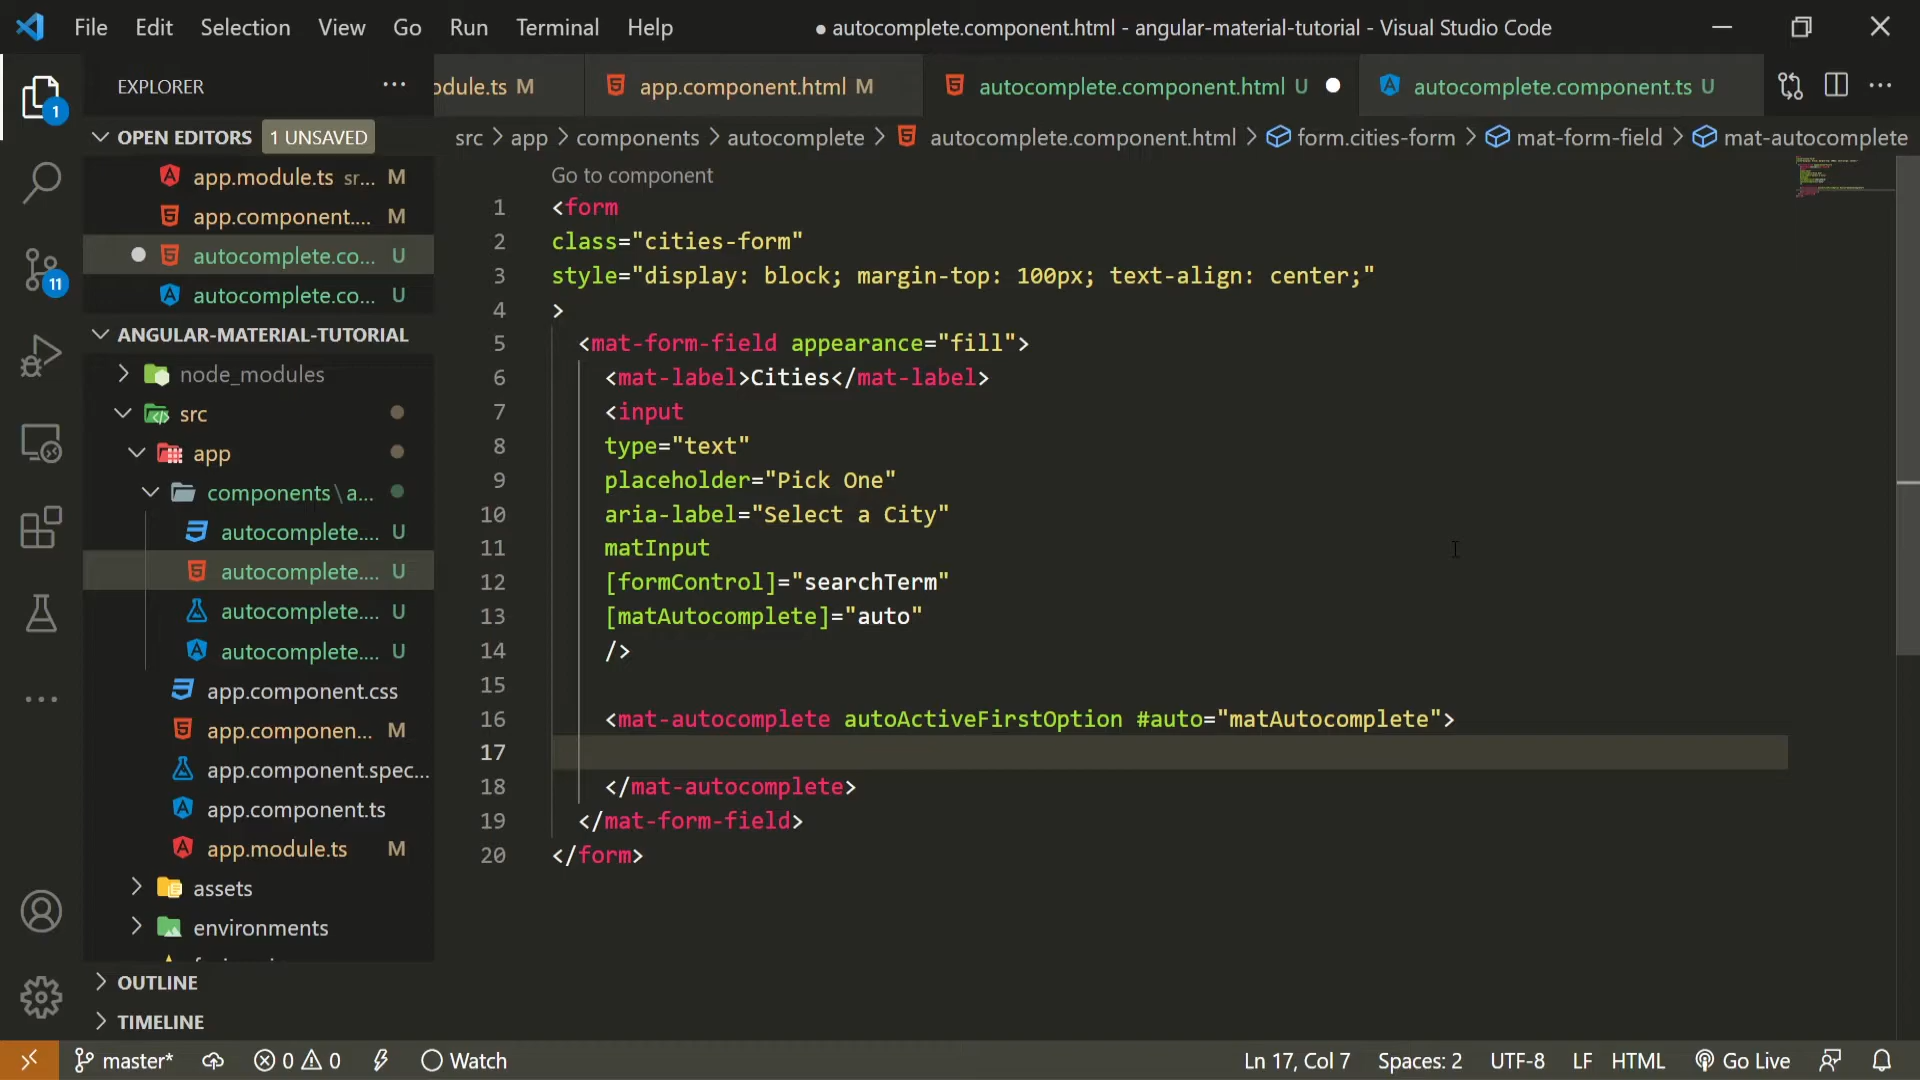 File Edit Selection View Go Run Terminal Help
● autocomplete.component.html - angular-material-tutorial - Visual Studio Code
EXPLORER
odule.ts M
app.component.html M
autocomplete.component.html U
autocomplete.component.ts U
1
OPEN EDITORS 1 UNSAVED
src > app > components > autocomplete > autocomplete.component.html > form.cities-form > mat-form-field > mat-autocomplete
app.module.ts sr... M
app.component.... M
autocomplete.co... U
autocomplete.co... U
11
ANGULAR-MATERIAL-TUTORIAL
node_modules
src
app
components\a...
autocomplete.... U
autocomplete.... U
autocomplete.... U
autocomplete.... U
app.component.css
app.componen... M
app.component.spec...
app.component.ts
app.module.ts M
assets
environments
OUTLINE
TIMELINE
Go to component
1 <form
2 class="cities-form"
3 style="display: block; margin-top: 100px; text-align: center;"
4 >
5 <mat-form-field appearance="fill">
6 <mat-label>Cities</mat-label>
7 <input
8 type="text"
9 placeholder="Pick One"
10 aria-label="Select a City"
11 matInput
12 [formControl]="searchTerm"
13 [matAutocomplete]="auto"
14 />
15
16 <mat-autocomplete autoActiveFirstOption #auto="matAutocomplete">
17
18 </mat-autocomplete>
19 </mat-form-field>
20 </form>
master* 0 0 Watch
Ln 17, Col 7 Spaces: 2 UTF-8 LF HTML Go Live